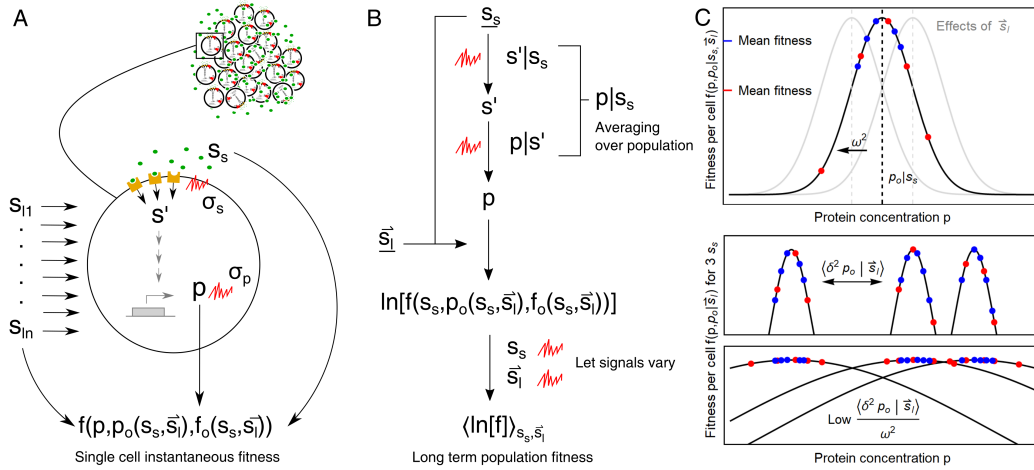 A
S_s
σ_s
s'
S_l1
.
.
.
.
S_ln
p
σ_p
f(p,p_o(s_s,s⃗_l),f_o(s_s,s⃗_l))
Single cell instantaneous fitness
B
s_s
s'|s_s
s'
p|s'
p|s_s
Averaging
over population
p
s⃗_l
ln[f(s_s,p_o(s_s,s⃗_l),f_o(s_s,s⃗_l))]
s_s
s⃗_l
Let signals vary
⟨ln[f]⟩_s_s,s⃗_l
Long term population fitness
C
Fitness per cell f((p,p_o|s_s,s⃗_l)
Mean fitness
Mean fitness
Effects of s⃗_l
ω²
p_o|s_s
Protein concentration p
Fitness per cell f(p,p_o|s⃗_l) for 3 s_s
⟨δ² p_o | s⃗_l⟩
Low ⟨δ² p_o | s⃗_l⟩ / ω²
Protein concentration p